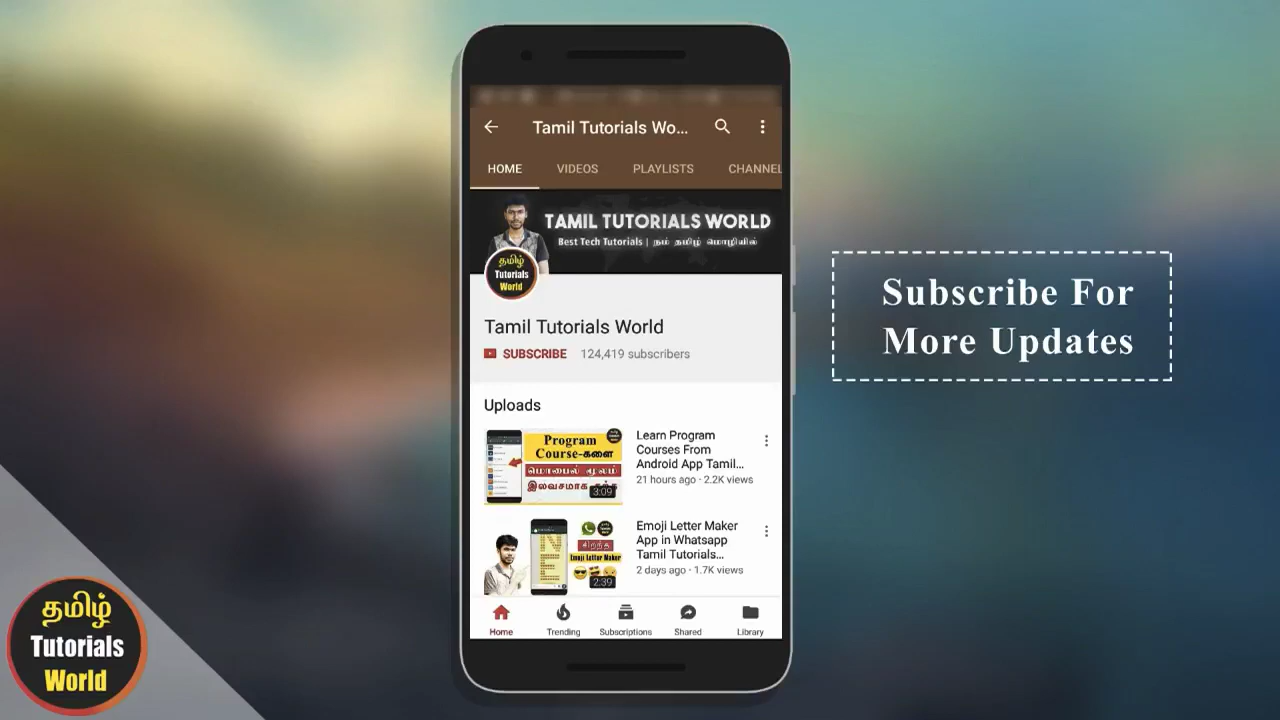 Tamil Tutorials Wo...
HOME VIDEOS PLAYLISTS CHANNEL
TAMIL TUTORIALS WORLD
Best Tech Tutorials | நம் தமிழ் மொழியில்
தமிழ்
Tutorials
World
Tamil Tutorials World
SUBSCRIBE 124,419 subscribers
Uploads
Program
Course-களை
மொபைல் மூலம்
இலவசமாக
3:09
Learn Program
Courses From
Android App Tamil...
21 hours ago · 2.2K views
சிறந்த
Emoji Letter Maker
2:39
Emoji Letter Maker
App in Whatsapp
Tamil Tutorials...
2 days ago · 1.7K views
Home Trending Subscriptions Shared Library
Subscribe For
More Updates
தமிழ்
Tutorials
World